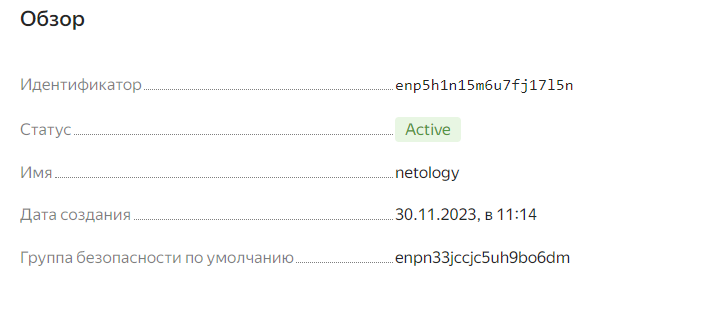 Обзор
Идентификатор enp5h1n15m6u7fj17l5n
Статус Active
Имя netology
Дата создания 30.11.2023, в 11:14
Группа безопасности по умолчанию enpn33jccjc5uh9bo6dm